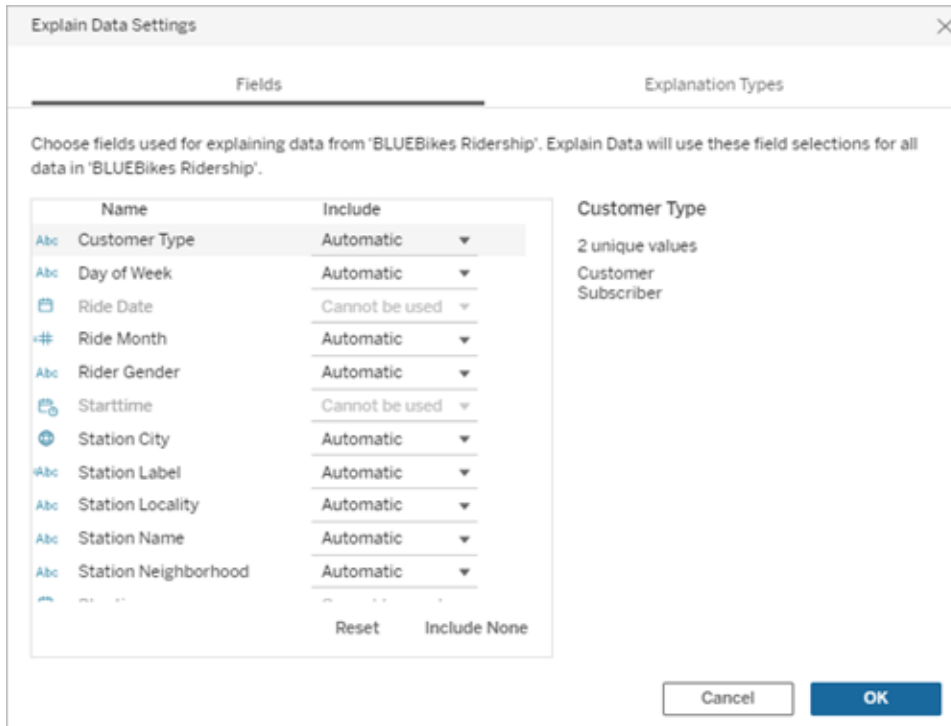 Explain Data Settings
Fields
Explanation Types
Choose fields used for explaining data from 'BLUEBikes Ridership'. Explain Data will use these field selections for all
data in 'BLUEBikes Ridership'.
Name Include
Abc Customer Type Automatic
Abc Day of Week Automatic
Ride Date Cannot be used
# Ride Month Automatic
Abc Rider Gender Automatic
Starttime Cannot be used
Station City Automatic
Abc Station Label Automatic
Abc Station Locality Automatic
Abc Station Name Automatic
Abc Station Neighborhood Automatic
Reset Include None
Customer Type
2 unique values
Customer
Subscriber
Cancel OK